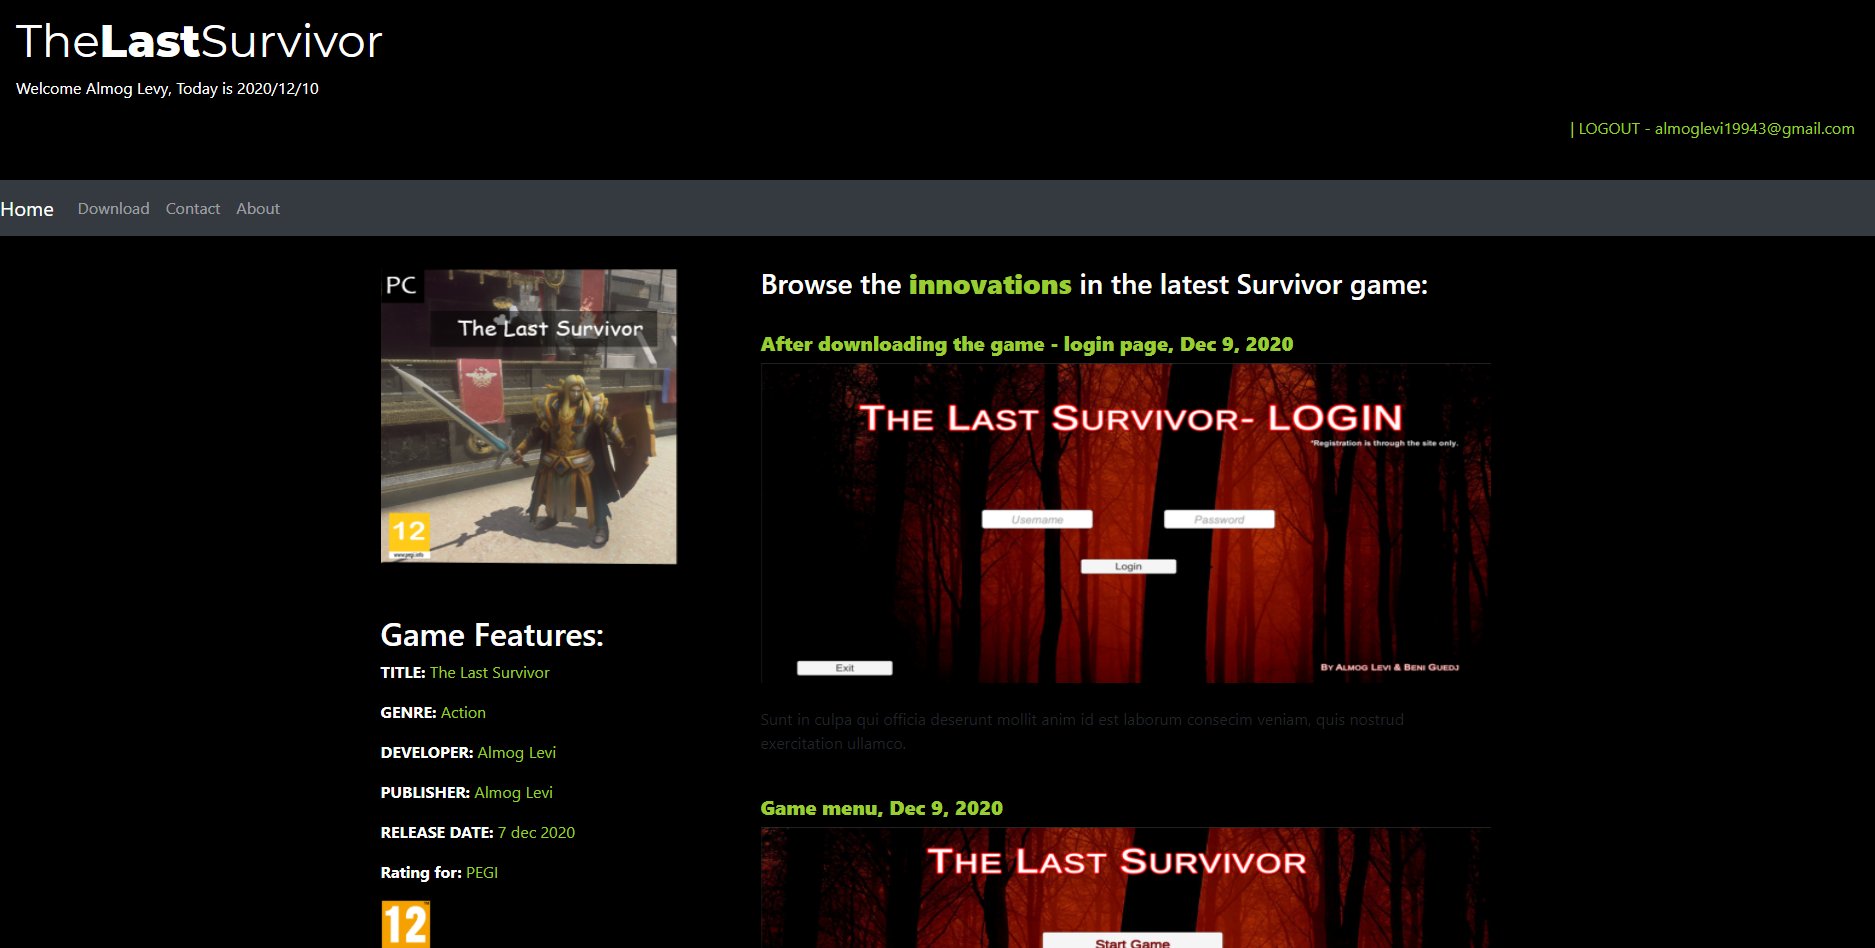 TheLastSurvivor
Welcome Almog Levy, Today is 2020/12/10
| LOGOUT - almoglevi19943@gmail.com
Home Download Contact About
PC
The Last Survivor
12
www.pegi.info
Game Features:
TITLE: The Last Survivor
GENRE: Action
DEVELOPER: Almog Levi
PUBLISHER: Almog Levi
RELEASE DATE: 7 dec 2020
Rating for: PEGI
12
Browse the innovations in the latest Survivor game:
After downloading the game - login page, Dec 9, 2020
THE LAST SURVIVOR- LOGIN
*Registration is through the site only.
Username Password
Login
Exit
BY ALMOG LEVI & BENI GUEDJ
Sunt in culpa qui officia deserunt mollit anim id est laborum consecim veniam, quis nostrud
exercitation ullamco.
Game menu, Dec 9, 2020
THE LAST SURVIVOR
Start Game